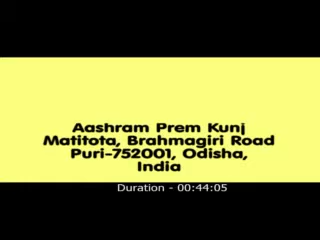 Aashram Prem Kunj
Matitota, Brahmagiri Road
Puri-752001, Odisha,
India
Duration - 00:44:05